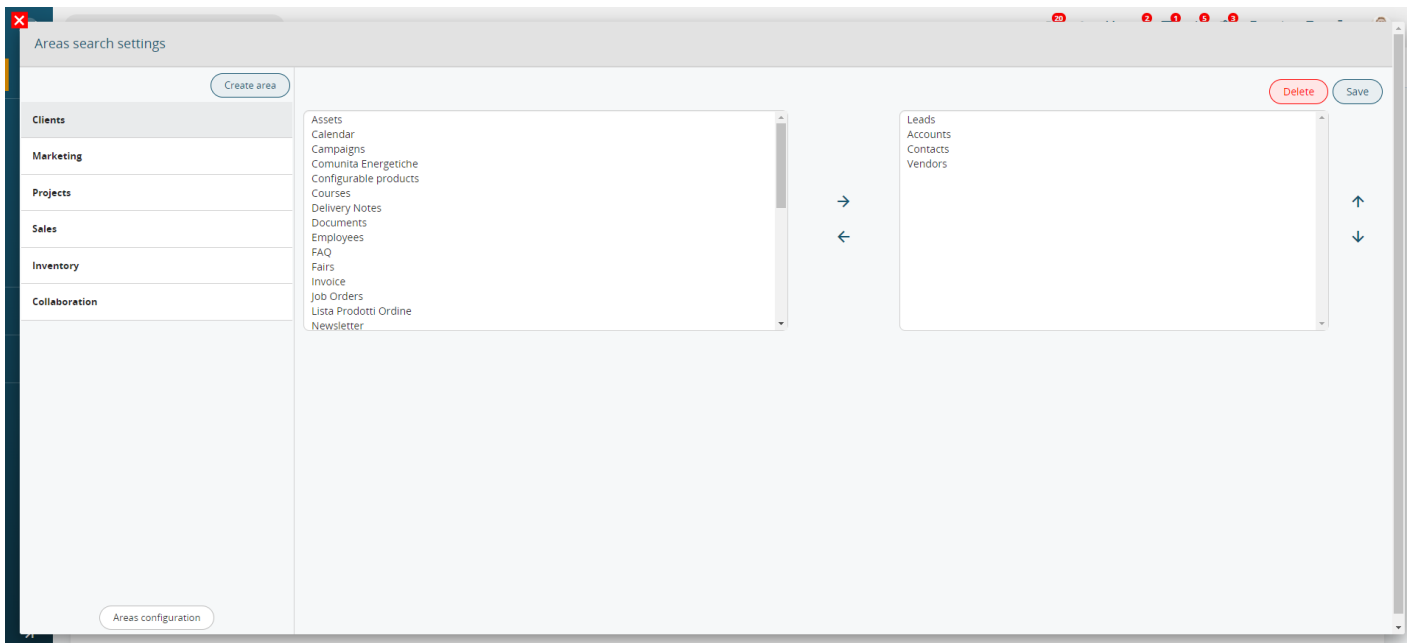 20
2
1
5
3
Areas search settings
Create area
Delete
Save
Clients
Marketing
Projects
Sales
Inventory
Collaboration
Areas configuration
Assets
Calendar
Campaigns
Comunita Energetiche
Configurable products
Courses
Delivery Notes
Documents
Employees
FAQ
Fairs
Invoice
Job Orders
Lista Prodotti Ordine
Newsletter
Leads
Accounts
Contacts
Vendors